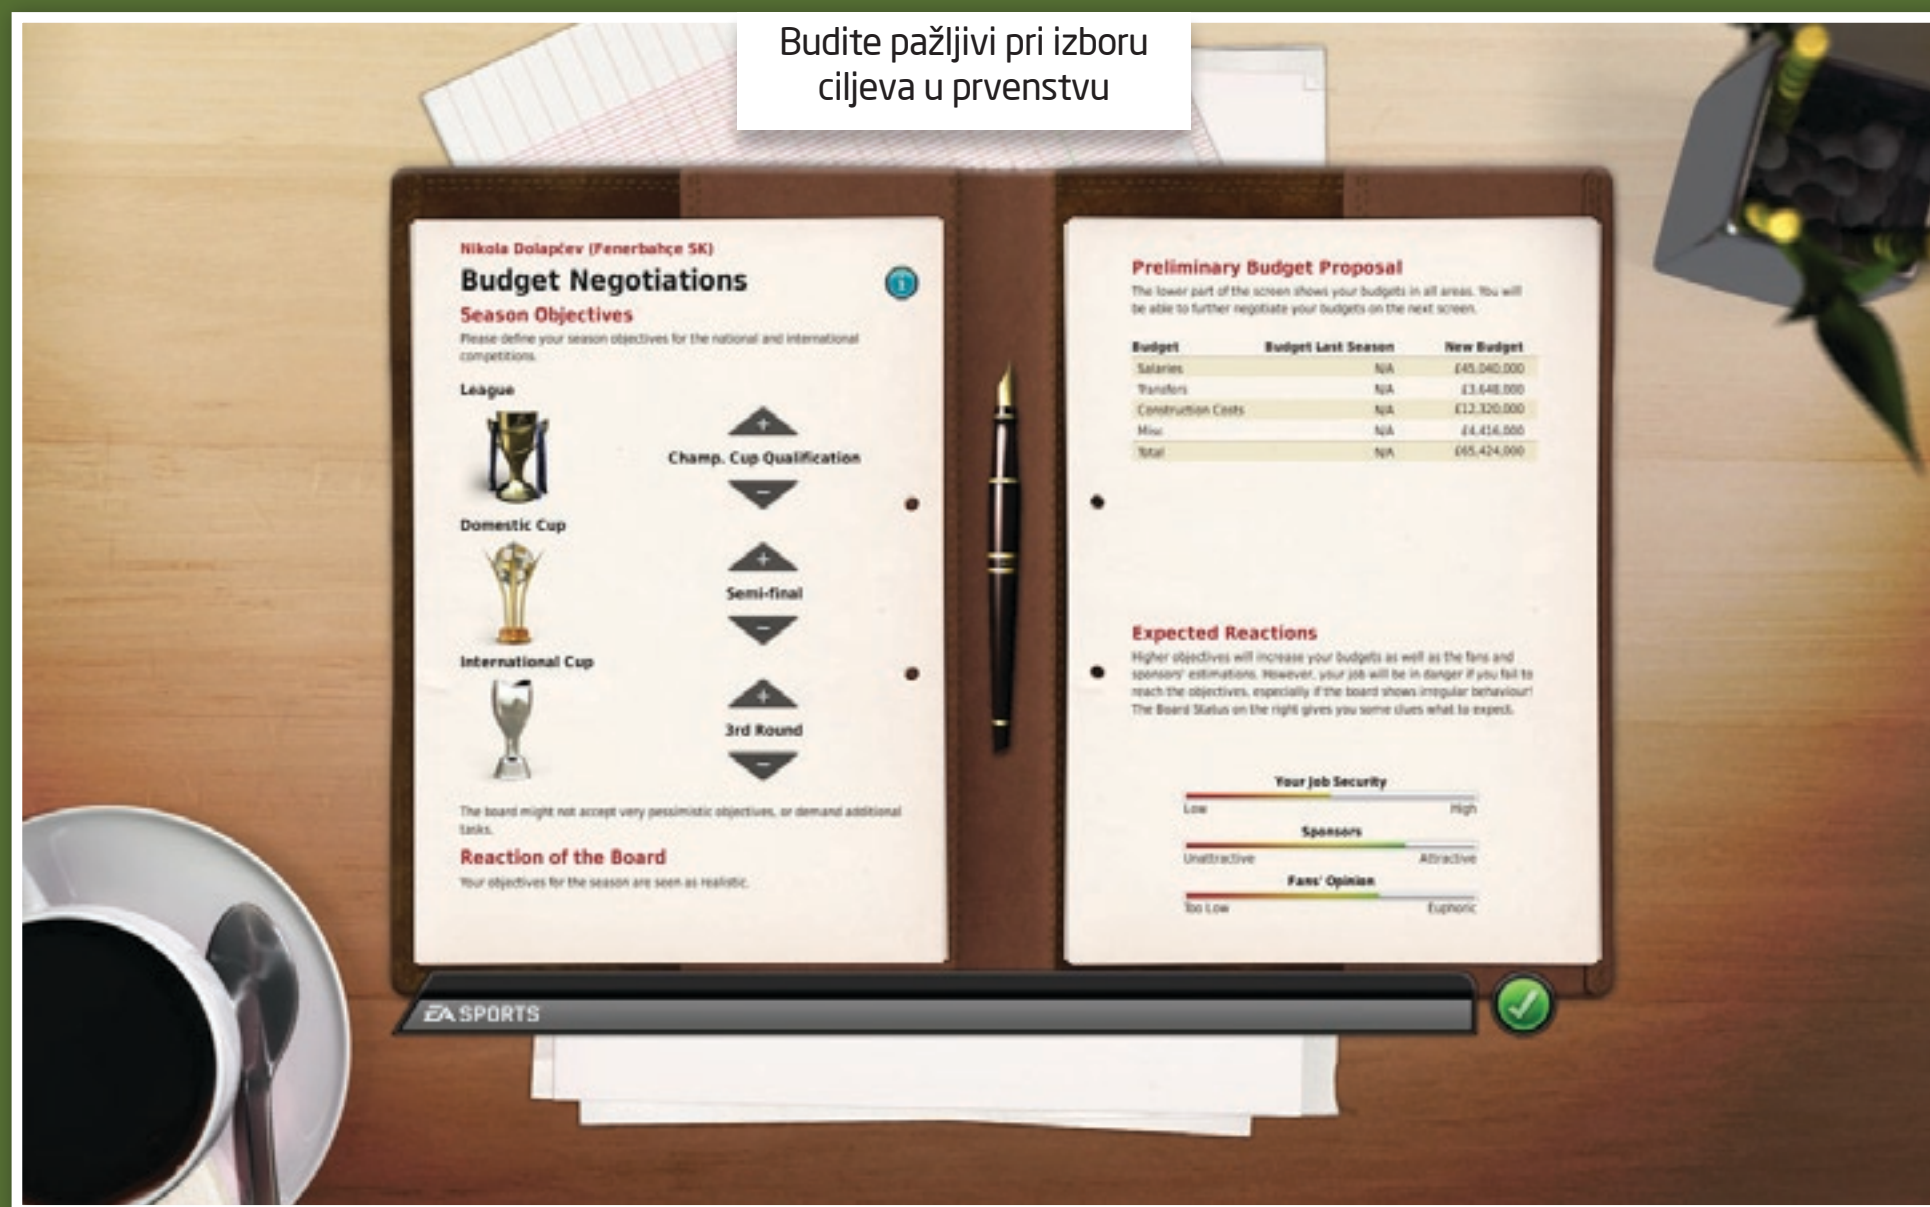 Budite pažljivi pri izboru
ciljeva u prvenstvu
Nikola Dolapčev (Fenerbahçe SK)
Budget Negotiations
Season Objectives
Please define your season objectives for the national and international
competitions.
League
Champ. Cup Qualification
Domestic Cup
Semi-final
International Cup
3rd Round
The board might not accept very pessimistic objectives, or demand additional
tasks.
Reaction of the Board
Your objectives for the season are seen as realistic.
Preliminary Budget Proposal
The lower part of the screen shows your budgets in all areas. You will
be able to further negotiate your budgets on the next screen.
Budget Budget Last Season New Budget
Salaries N/A £45,040,000
Transfers N/A £3,648,000
Construction Costs N/A £12,320,000
Misc N/A £4,416,000
Total N/A £65,424,000
Expected Reactions
Higher objectives will increase your budgets as well as the fans and
sponsors' estimations. However, your job will be in danger if you fail to
reach the objectives, especially if the board shows irregular behaviour!
The Board Status on the right gives you some clues what to expect.
Your Job Security
Low High
Sponsors
Unattractive Attractive
Fans' Opinion
Too Low Euphoric
EA SPORTS